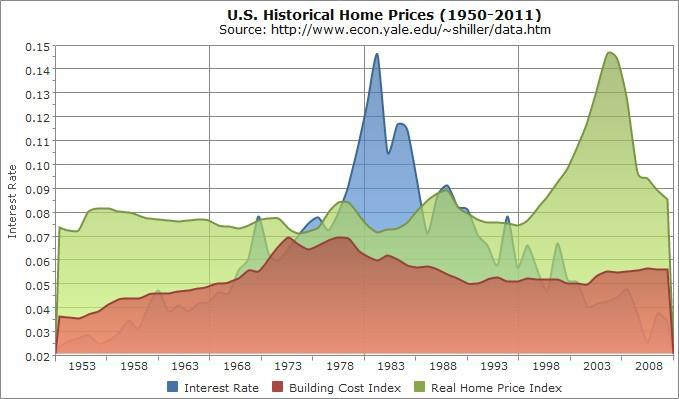 U.S. Historical Home Prices (1950-2011)
Source: http://www.econ.yale.edu/~shiller/data.htm
Interest Rate
0.15
0.14
0.13
0.12
0.11
0.10
0.09
0.08
0.07
0.06
0.05
0.04
0.03
0.02
1953 1958 1963 1968 1973 1978 1983 1988 1993 1998 2003 2008
Interest Rate Building Cost Index Real Home Price Index